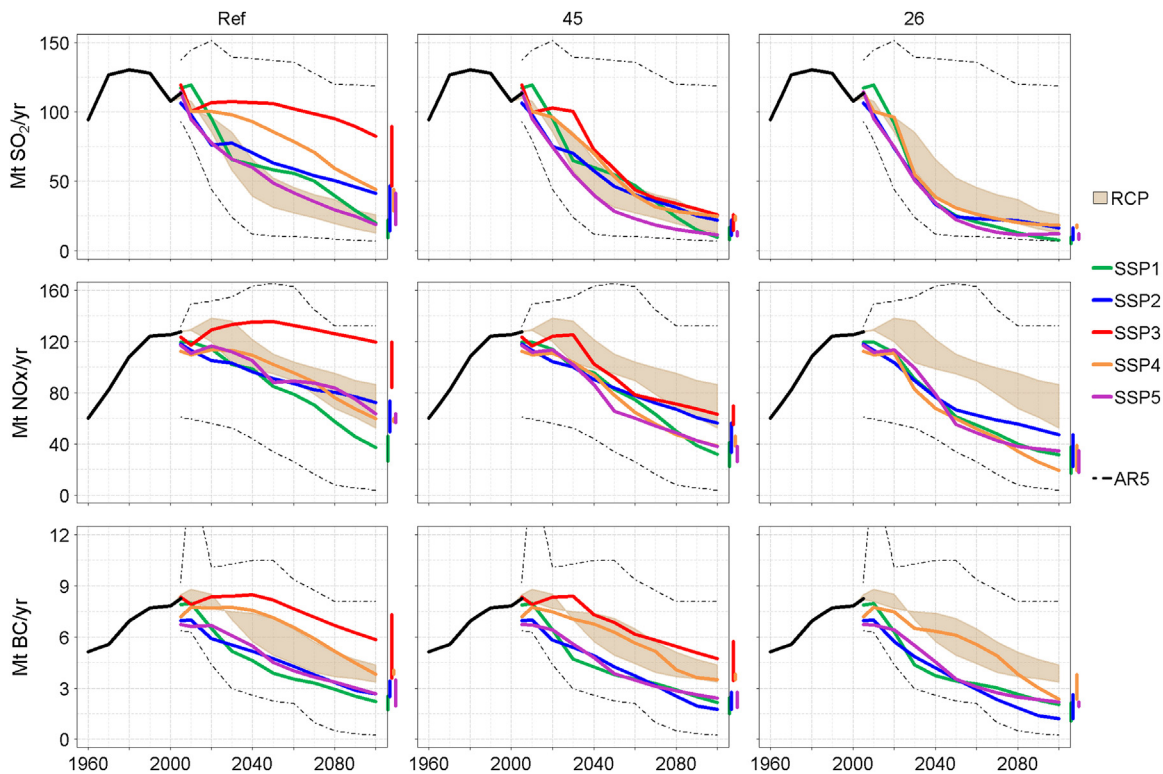 Ref 45 26
Mt SO₂/yr
150
100
50
0
Mt NOx/yr
160
120
80
40
0
Mt BC/yr
12
9
6
3
0
1960 2000 2040 2080 1960 2000 2040 2080 1960 2000 2040 2080
RCP
SSP1
SSP2
SSP3
SSP4
SSP5
AR5